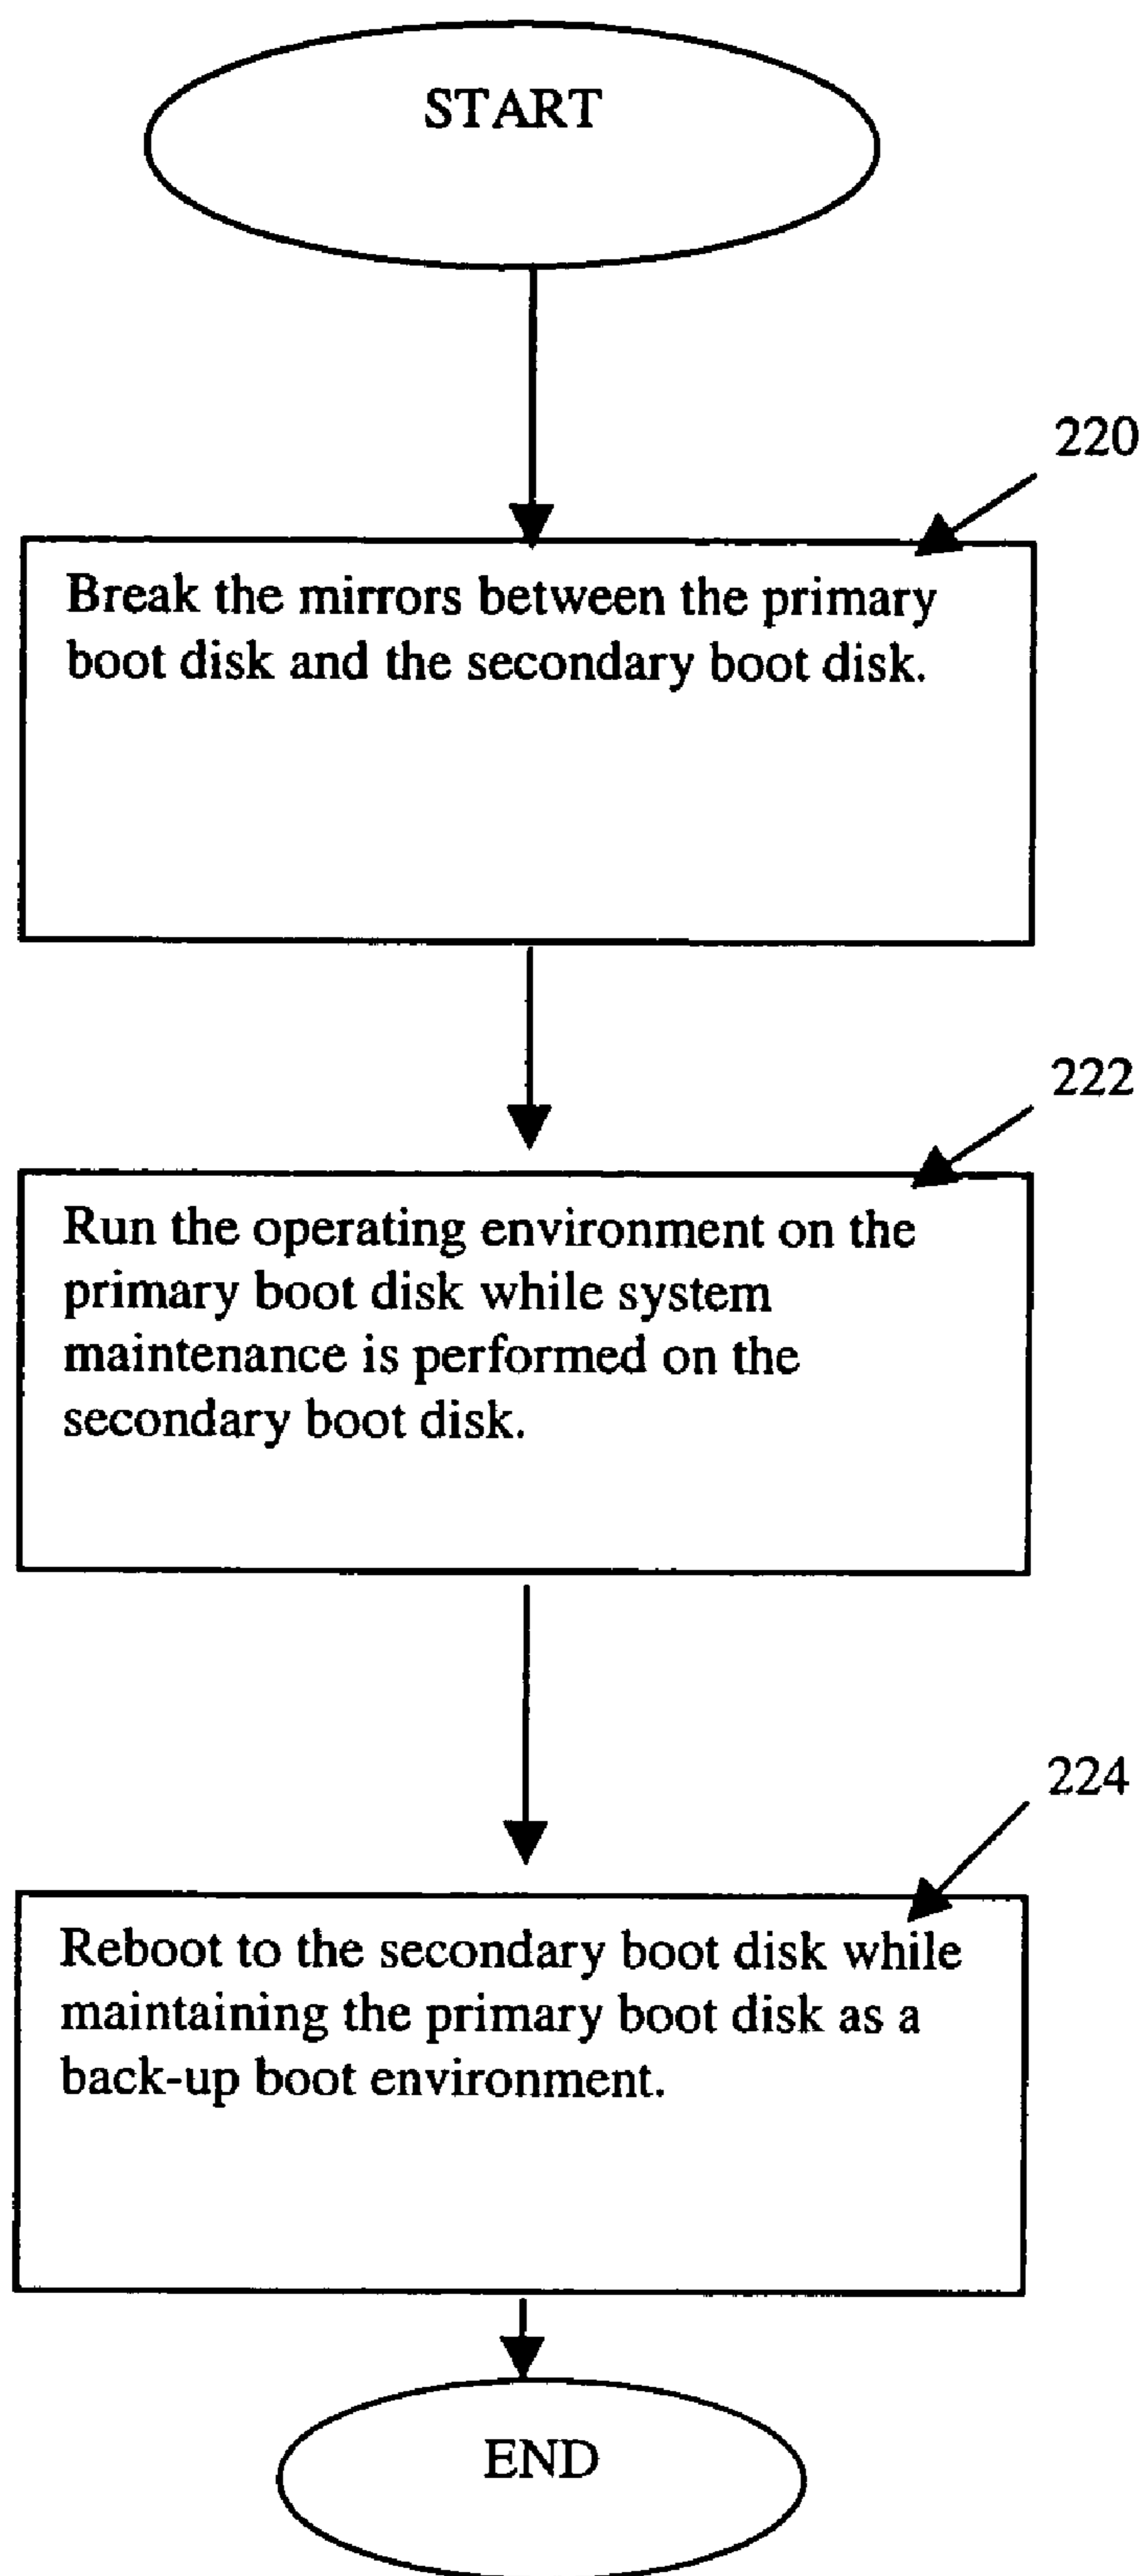 START
220
Break the mirrors between the primary
boot disk and the secondary boot disk.
222
Run the operating environment on the
primary boot disk while system
maintenance is performed on the
secondary boot disk.
224
Reboot to the secondary boot disk while
maintaining the primary boot disk as a
back-up boot environment.
END